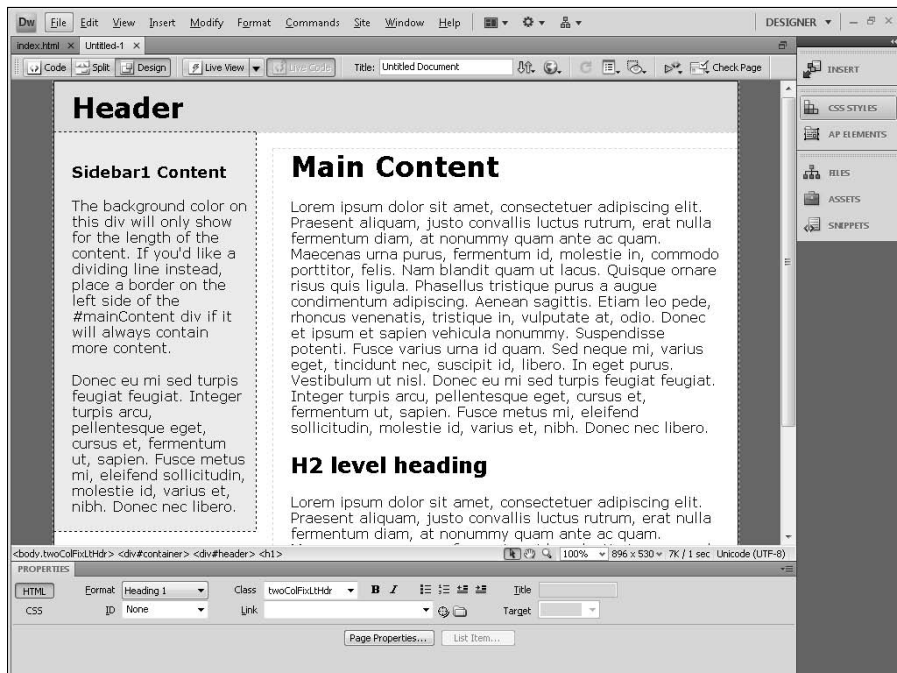 Dw File Edit View Insert Modify Format Commands Site Window Help DESIGNER
index.html × Untitled-1 ×
Code Split Design Live View Live Code Title: Untitled Document Check Page
Header
Sidebar1 Content
The background color on
this div will only show
for the length of the
content. If you'd like a
dividing line instead,
place a border on the
left side of the
#mainContent div if it
will always contain
more content.
Donec eu mi sed turpis
feugiat feugiat. Integer
turpis arcu,
pellentesque eget,
cursus et, fermentum
ut, sapien. Fusce metus
mi, eleifend sollicitudin,
molestie id, varius et,
nibh. Donec nec libero.
Main Content
Lorem ipsum dolor sit amet, consectetuer adipiscing elit.
Praesent aliquam, justo convallis luctus rutrum, erat nulla
fermentum diam, at nonummy quam ante ac quam.
Maecenas urna purus, fermentum id, molestie in, commodo
porttitor, felis. Nam blandit quam ut lacus. Quisque ornare
risus quis ligula. Phasellus tristique purus a augue
condimentum adipiscing. Aenean sagittis. Etiam leo pede,
rhoncus venenatis, tristique in, vulputate at, odio. Donec
et ipsum et sapien vehicula nonummy. Suspendisse
potenti. Fusce varius urna id quam. Sed neque mi, varius
eget, tincidunt nec, suscipit id, libero. In eget purus.
Vestibulum ut nisl. Donec eu mi sed turpis feugiat feugiat.
Integer turpis arcu, pellentesque eget, cursus et,
fermentum ut, sapien. Fusce metus mi, eleifend
sollicitudin, molestie id, varius et, nibh. Donec nec libero.
H2 level heading
Lorem ipsum dolor sit amet, consectetuer adipiscing elit.
Praesent aliquam, justo convallis luctus rutrum, erat nulla
INSERT
CSS STYLES
AP ELEMENTS
FILES
ASSETS
SNIPPETS
<body.twoColFixLtHdr> <div#container> <div#header> <h1> 100% 896 x 530 7K / 1 sec Unicode (UTF-8)
PROPERTIES
HTML Format Heading 1 Class twoColFixLtHdr B I Title
CSS ID None Link Target
Page Properties... List Item...